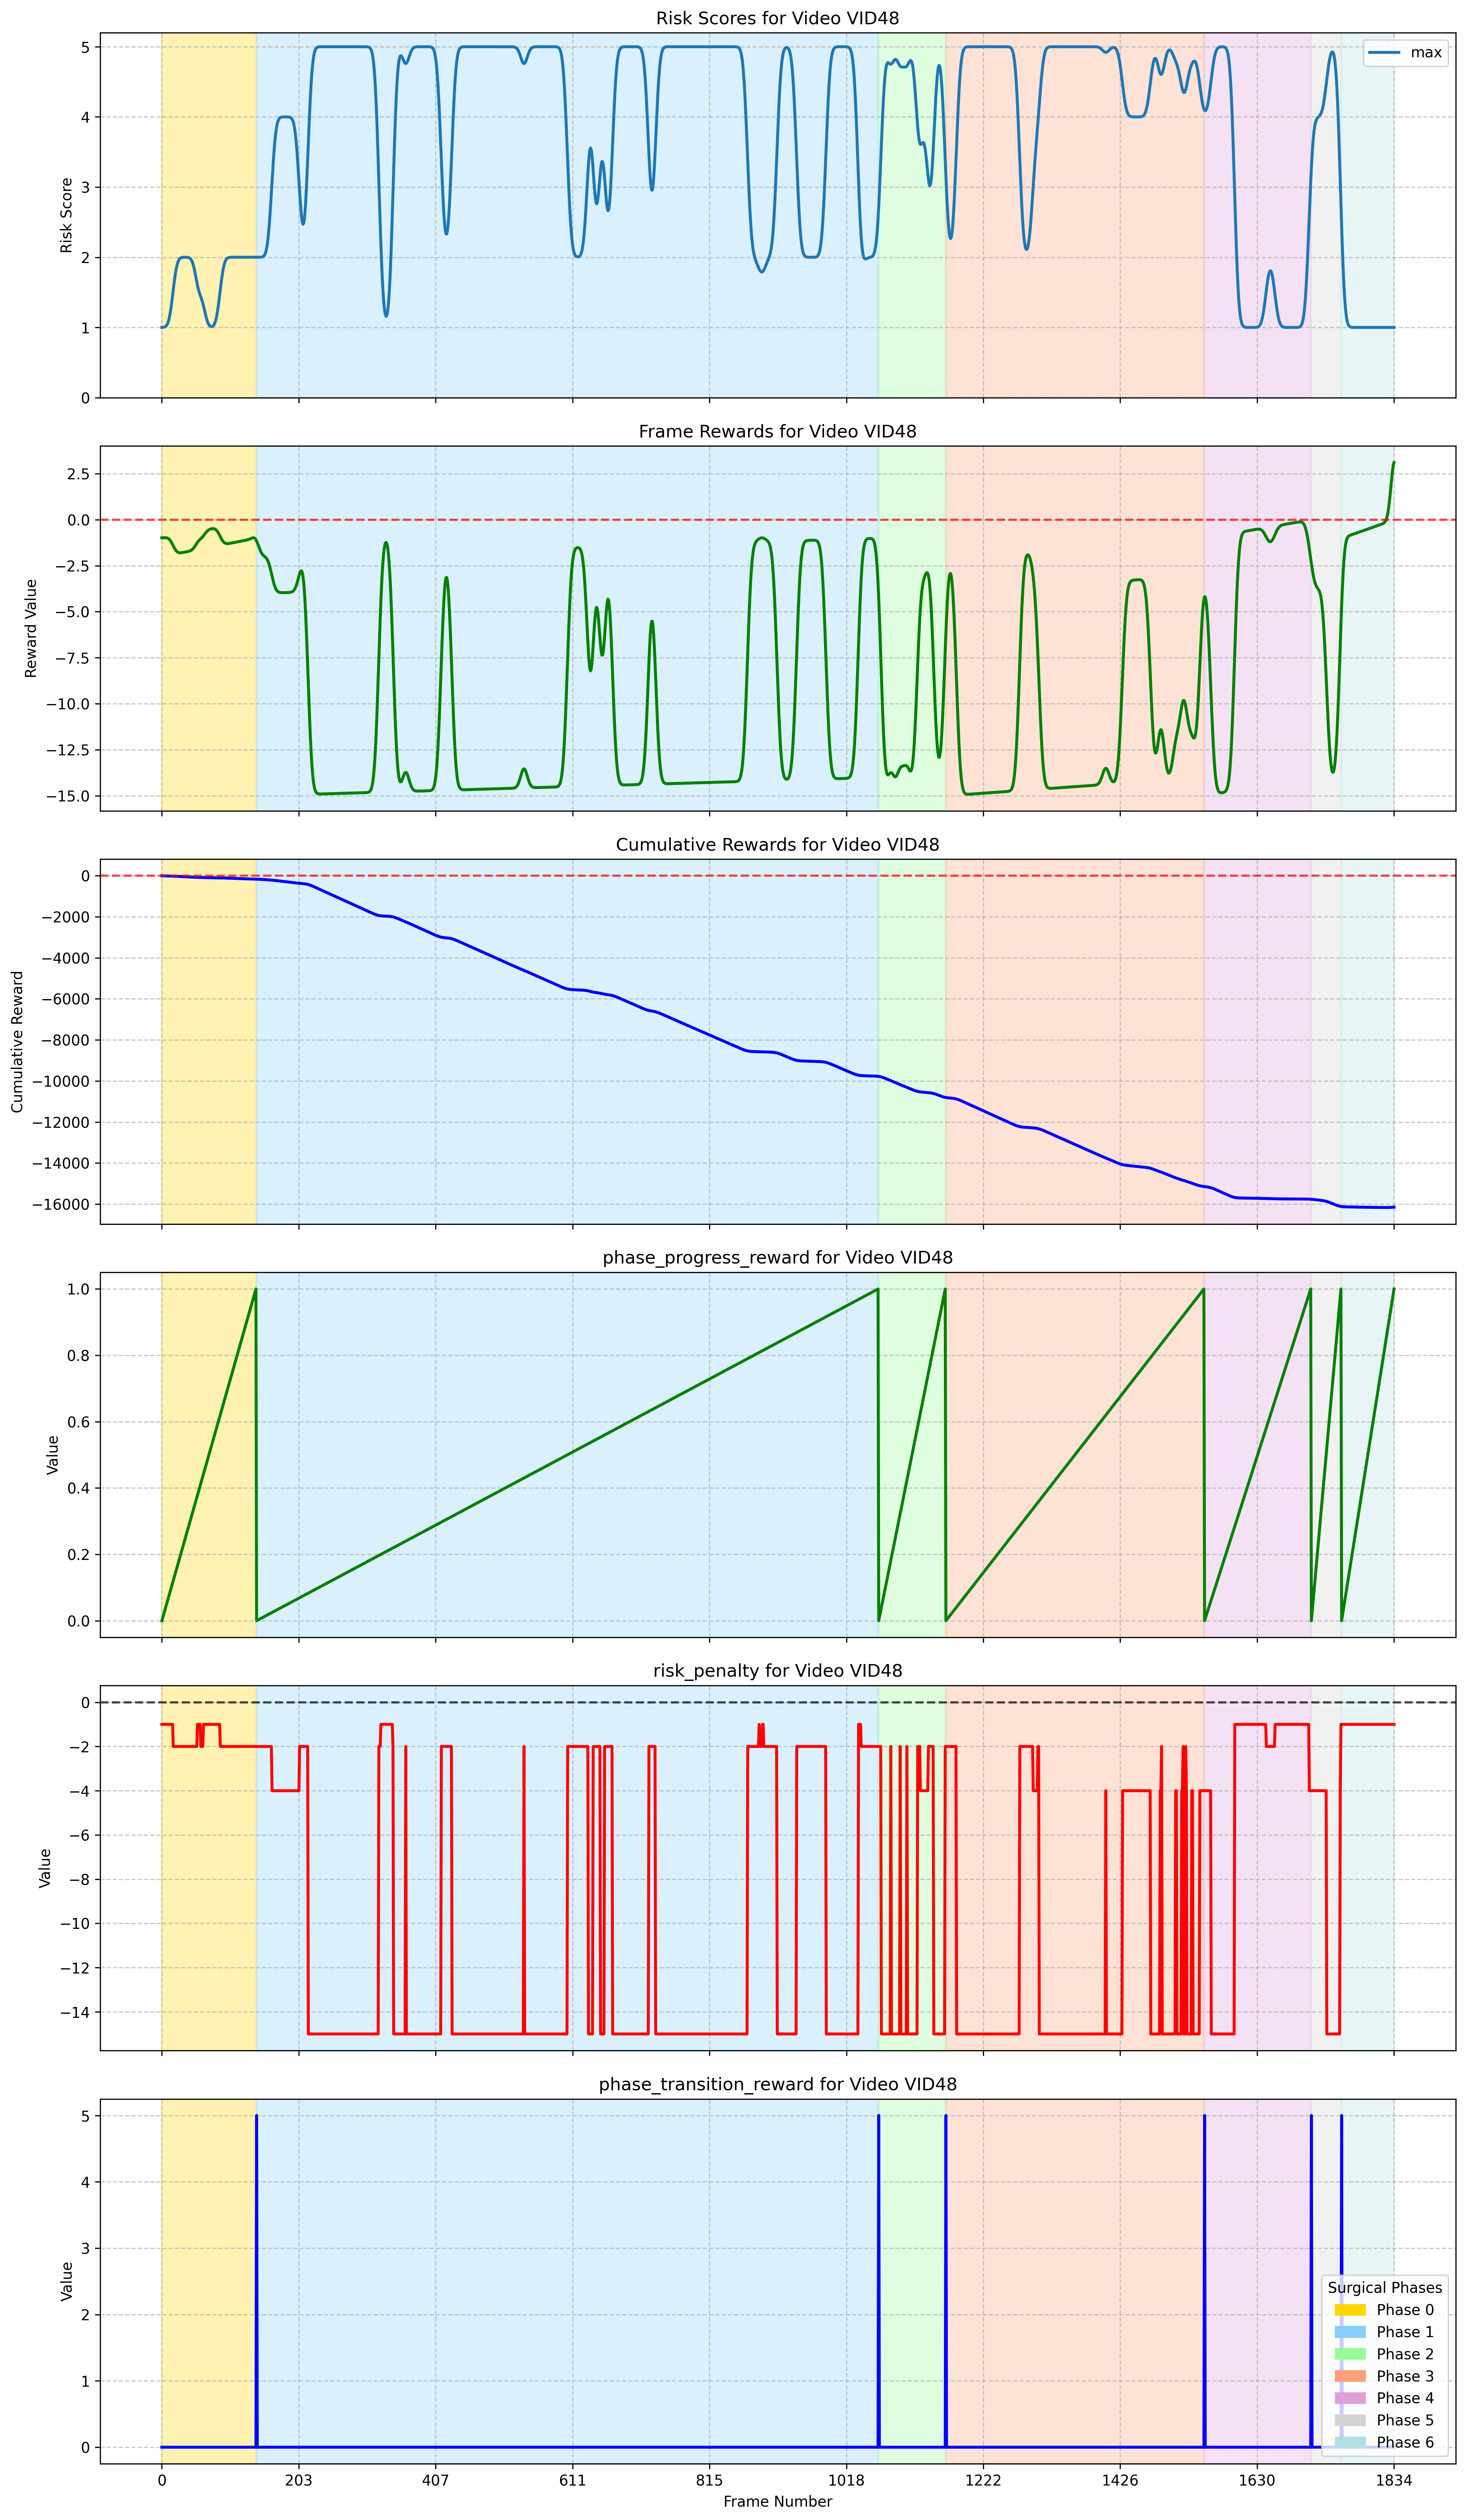 Risk Scores for Video VID48
max
Risk Score
5
4
3
2
1
0
Frame Rewards for Video VID48
Reward Value
2.5
0.0
−2.5
−5.0
−7.5
−10.0
−12.5
−15.0
Cumulative Rewards for Video VID48
Cumulative Reward
0
−2000
−4000
−6000
−8000
−10000
−12000
−14000
−16000
phase_progress_reward for Video VID48
Value
1.0
0.8
0.6
0.4
0.2
0.0
risk_penalty for Video VID48
Value
0
−2
−4
−6
−8
−10
−12
−14
phase_transition_reward for Video VID48
Value
5
4
3
2
1
0
Surgical Phases
Phase 0
Phase 1
Phase 2
Phase 3
Phase 4
Phase 5
Phase 6
0 203 407 611 815 1018 1222 1426 1630 1834
Frame Number